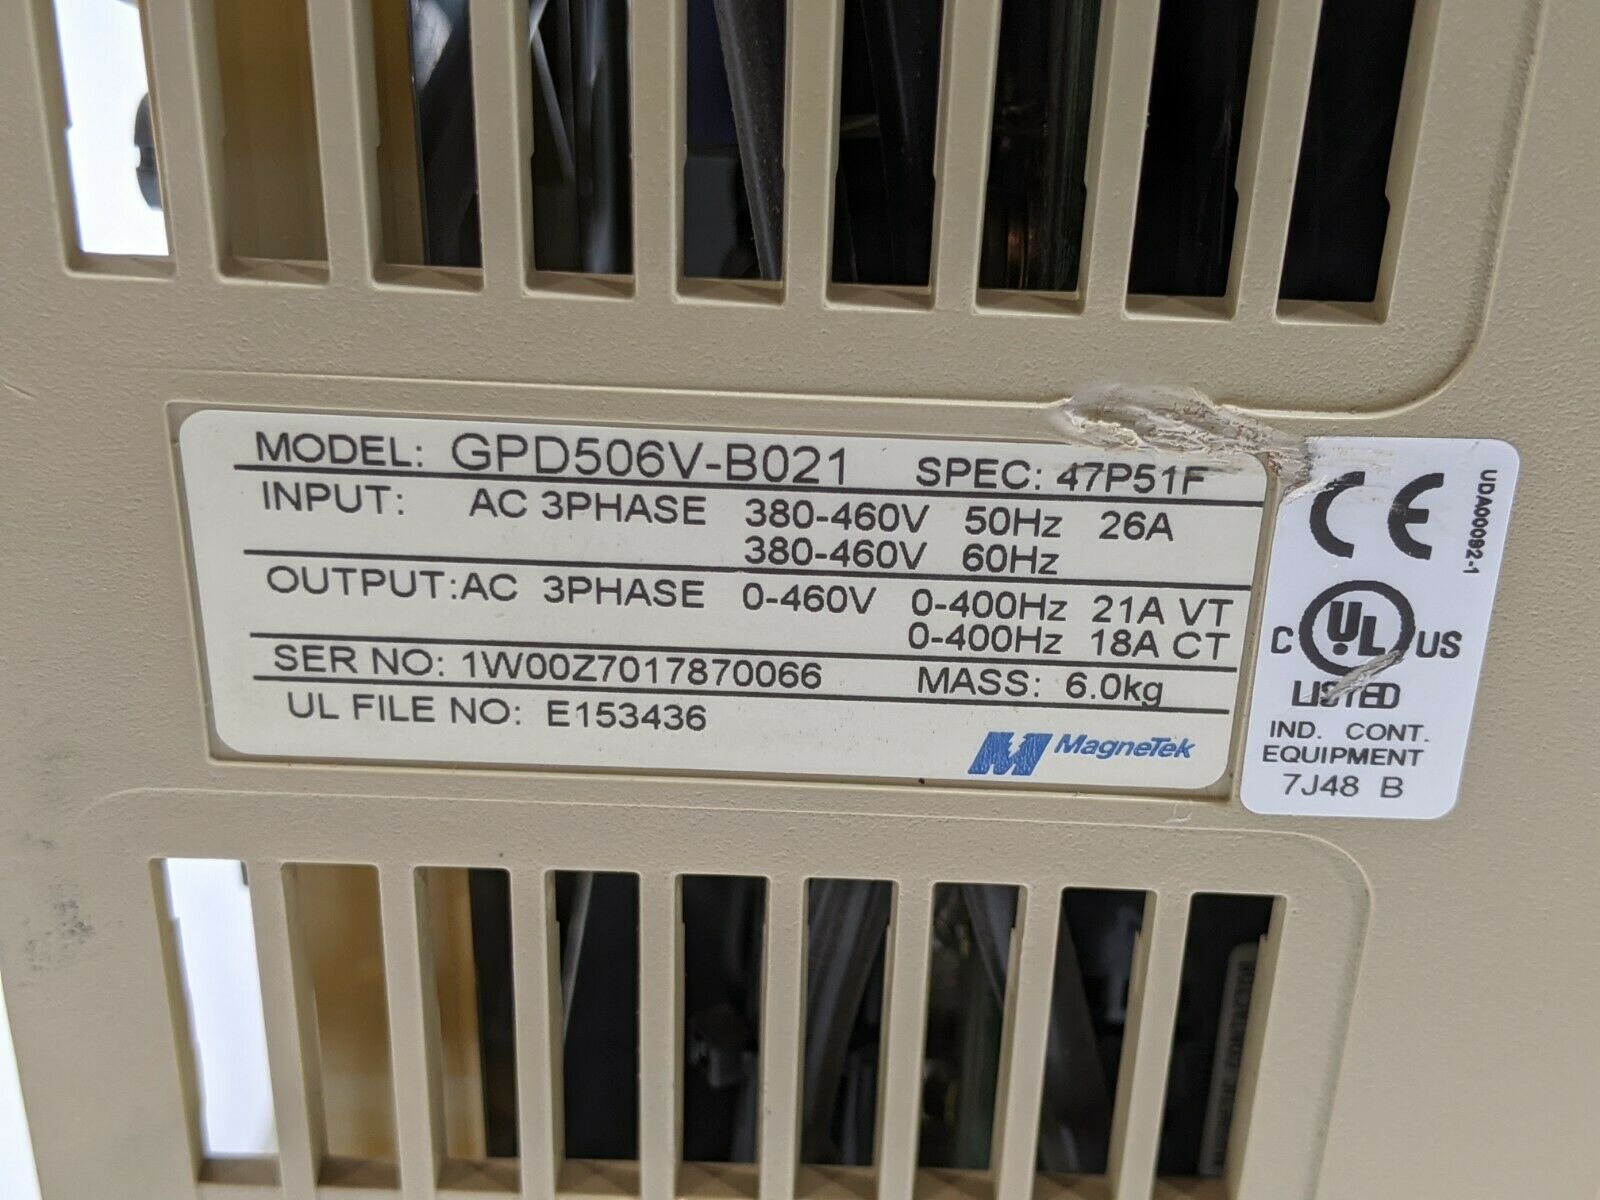 MODEL: GPD506V-B021 SPEC: 47P51F
INPUT: AC 3PHASE 380-460V 50Hz 26A
380-460V 60Hz
OUTPUT: AC 3PHASE 0-460V 0-400Hz 21A VT
0-400Hz 18A CT
SER NO: 1W00Z7017870066 MASS: 6.0kg
UL FILE NO: E153436
MagneTek
CE
UDA00092-1
C UL US
LISTED
IND. CONT.
EQUIPMENT
7J48 B